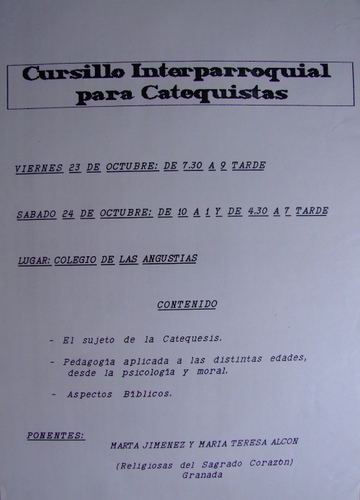 Cursillo Interparroquial
para Catequistas
VIERNES 23 DE OCTUBRE: DE 7.30 A 9 TARDE
SABADO 24 DE OCTUBRE: DE 10 A 1 Y DE 4.30 A 7 TARDE
LUGAR: COLEGIO DE LAS ANGUSTIAS
CONTENIDO
- El sujeto de la Catequesis.
- Pedagogía aplicada a las distintas edades,
desde la psicología y moral.
- Aspectos Bíblicos.
PONENTES:
MARTA JIMENEZ Y MARIA TERESA ALCON
(Religiosas del Sagrado Corazón)
Granada